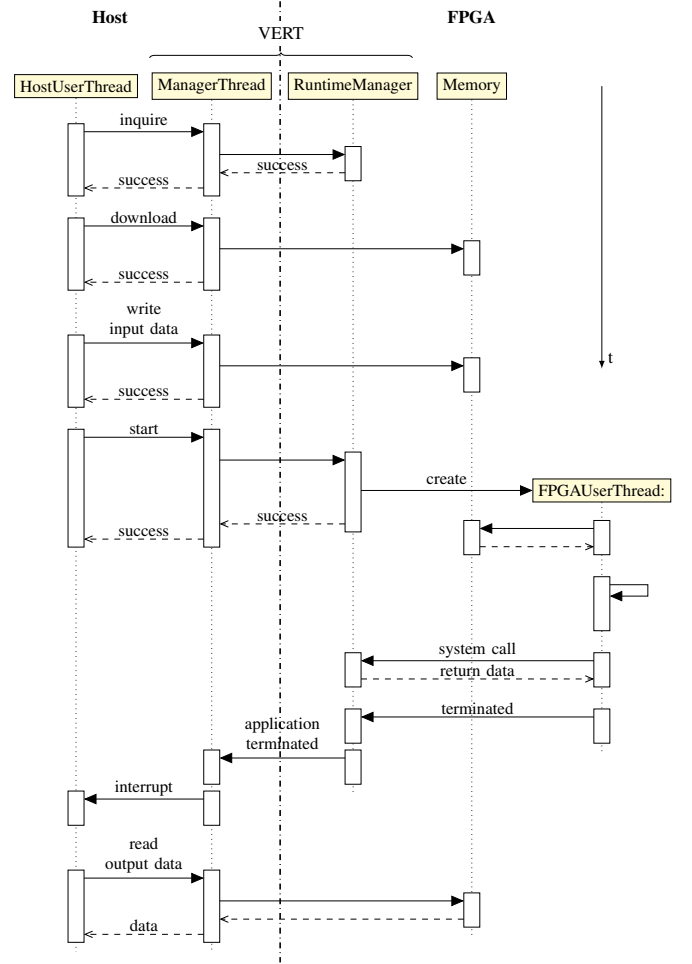 Host
FPGA
VERT
HostUserThread
ManagerThread
RuntimeManager
Memory
inquire
success
success
download
success
write
input data
success
t
start
create
FPGAUserThread:
success
success
system call
return data
terminated
application
terminated
interrupt
read
output data
data